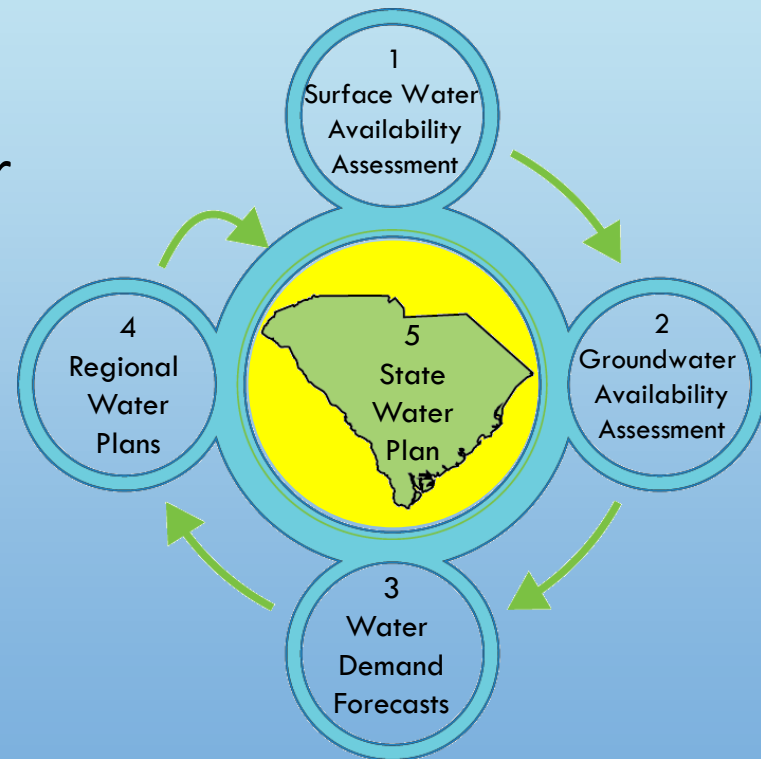 1
Surface Water
Availability
Assessment
2
Groundwater
Availability
Assessment
3
Water
Demand
Forecasts
4
Regional
Water
Plans
5
State
Water
Plan